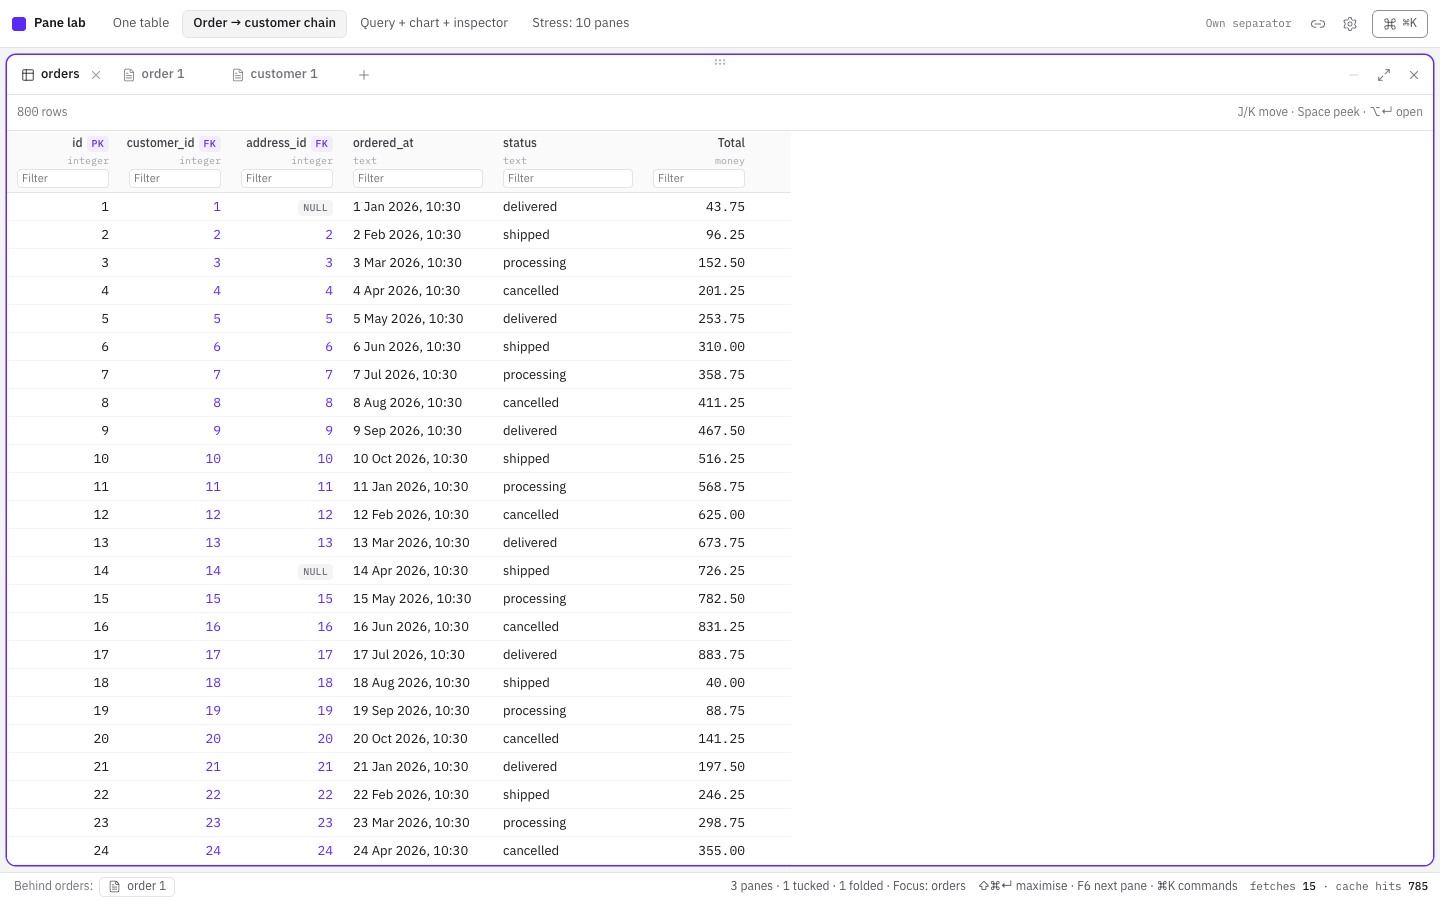 Pane lab One table Order → customer chain Query + chart + inspector Stress: 10 panes Own separator ⌘ ⌘K
orders order 1 customer 1
800 rows J/K move · Space peek · ⌥↵ open
id PK customer_id FK address_id FK ordered_at status Total
integer integer integer text text money
Filter Filter Filter Filter Filter Filter
1 1 NULL 1 Jan 2026, 10:30 delivered 43.75
2 2 2 2 Feb 2026, 10:30 shipped 96.25
3 3 3 3 Mar 2026, 10:30 processing 152.50
4 4 4 4 Apr 2026, 10:30 cancelled 201.25
5 5 5 5 May 2026, 10:30 delivered 253.75
6 6 6 6 Jun 2026, 10:30 shipped 310.00
7 7 7 7 Jul 2026, 10:30 processing 358.75
8 8 8 8 Aug 2026, 10:30 cancelled 411.25
9 9 9 9 Sep 2026, 10:30 delivered 467.50
10 10 10 10 Oct 2026, 10:30 shipped 516.25
11 11 11 11 Jan 2026, 10:30 processing 568.75
12 12 12 12 Feb 2026, 10:30 cancelled 625.00
13 13 13 13 Mar 2026, 10:30 delivered 673.75
14 14 NULL 14 Apr 2026, 10:30 shipped 726.25
15 15 15 15 May 2026, 10:30 processing 782.50
16 16 16 16 Jun 2026, 10:30 cancelled 831.25
17 17 17 17 Jul 2026, 10:30 delivered 883.75
18 18 18 18 Aug 2026, 10:30 shipped 40.00
19 19 19 19 Sep 2026, 10:30 processing 88.75
20 20 20 20 Oct 2026, 10:30 cancelled 141.25
21 21 21 21 Jan 2026, 10:30 delivered 197.50
22 22 22 22 Feb 2026, 10:30 shipped 246.25
23 23 23 23 Mar 2026, 10:30 processing 298.75
24 24 24 24 Apr 2026, 10:30 cancelled 355.00
Behind orders: order 1 3 panes · 1 tucked · 1 folded · Focus: orders ⇧⌘↵ maximise · F6 next pane · ⌘K commands fetches 15 · cache hits 785